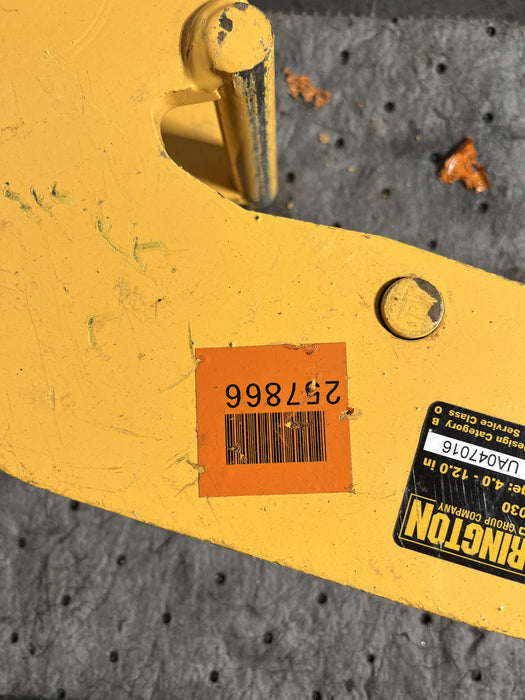 257866
RINGTON
GROUP COMPANY
030
ge: 4.0 - 12.0 in
UA047016
esign Category B
Service Class 0